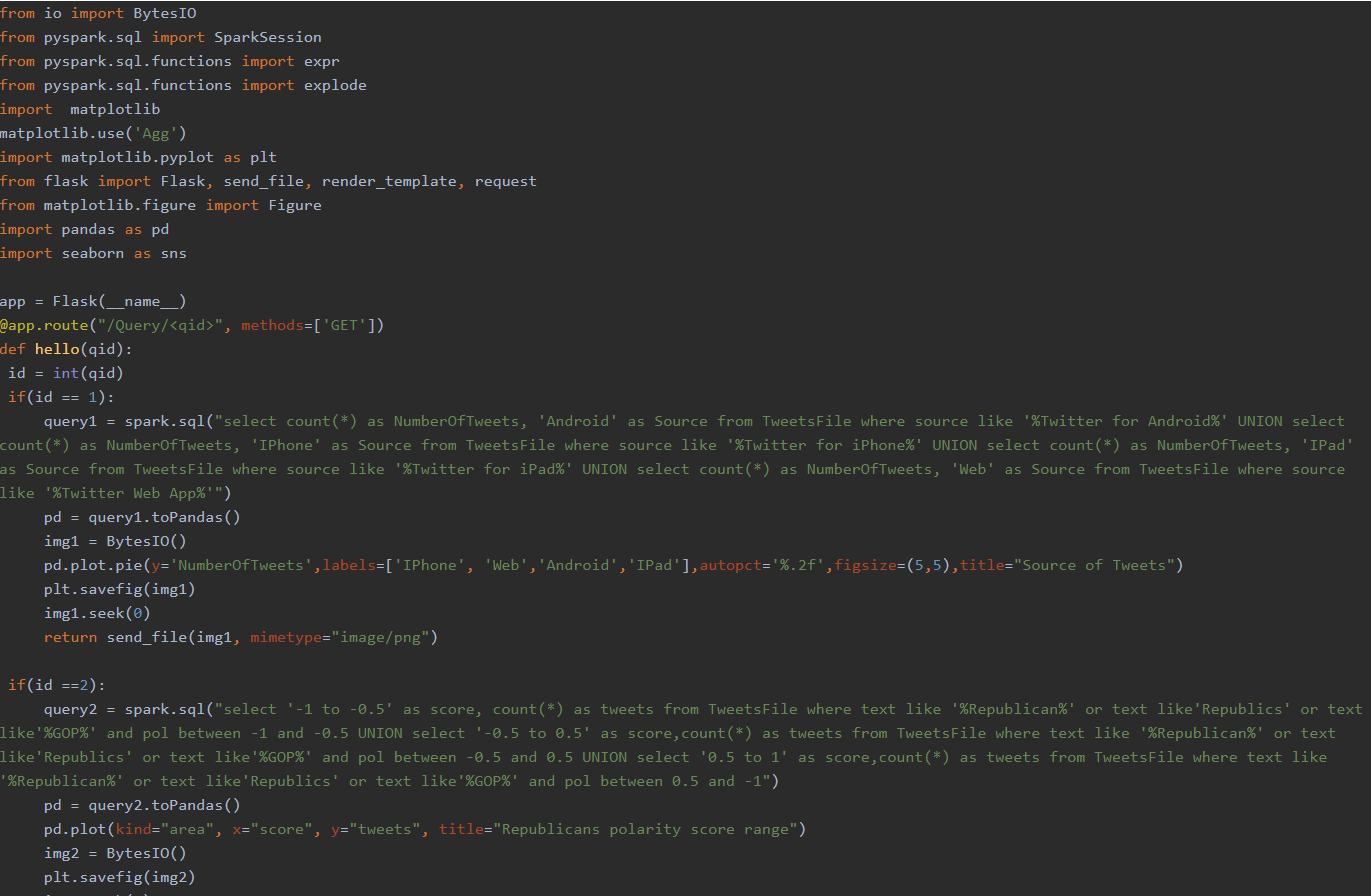 from io import BytesIO
from pyspark.sql import SparkSession
from pyspark.sql.functions import expr
from pyspark.sql.functions import explode
import  matplotlib
matplotlib.use('Agg')
import matplotlib.pyplot as plt
from flask import Flask, send_file, render_template, request
from matplotlib.figure import Figure
import pandas as pd
import seaborn as sns

app = Flask(__name__)
@app.route("/Query/<qid>", methods=['GET'])
def hello(qid):
 id = int(qid)
 if(id == 1):
     query1 = spark.sql("select count(*) as NumberOfTweets, 'Android' as Source from TweetsFile where source like '%Twitter for Android%' UNION select
count(*) as NumberOfTweets, 'IPhone' as Source from TweetsFile where source like '%Twitter for iPhone%' UNION select count(*) as NumberOfTweets, 'IPad'
as Source from TweetsFile where source like '%Twitter for iPad%' UNION select count(*) as NumberOfTweets, 'Web' as Source from TweetsFile where source
like '%Twitter Web App%'")
     pd = query1.toPandas()
     img1 = BytesIO()
     pd.plot.pie(y='NumberOfTweets',labels=['IPhone', 'Web','Android','IPad'],autopct='%.2f',figsize=(5,5),title="Source of Tweets")
     plt.savefig(img1)
     img1.seek(0)
     return send_file(img1, mimetype="image/png")

 if(id ==2):
     query2 = spark.sql("select '-1 to -0.5' as score, count(*) as tweets from TweetsFile where text like '%Republican%' or text like'Republics' or text
like'%GOP%' and pol between -1 and -0.5 UNION select '-0.5 to 0.5' as score,count(*) as tweets from TweetsFile where text like '%Republican%' or text
like'Republics' or text like'%GOP%' and pol between -0.5 and 0.5 UNION select '0.5 to 1' as score,count(*) as tweets from TweetsFile where text like
'%Republican%' or text like'Republics' or text like'%GOP%' and pol between 0.5 and -1")
     pd = query2.toPandas()
     pd.plot(kind="area", x="score", y="tweets", title="Republicans polarity score range")
     img2 = BytesIO()
     plt.savefig(img2)